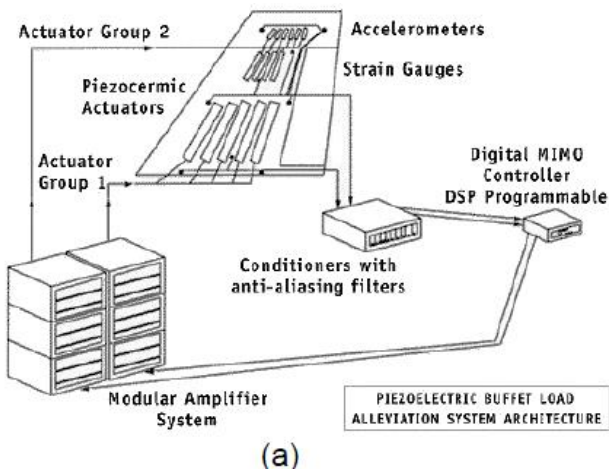 Actuator Group 2
Accelerometers
Strain Gauges
Piezocermic
Actuators
Actuator
Group 1
Digital MIMO
Controller
DSP Programmable
Conditioners with
anti-aliasing filters
Modular Amplifier
System
PIEZOELECTRIC BUFFET LOAD
ALLEVIATION SYSTEM ARCHITECTURE
(a)